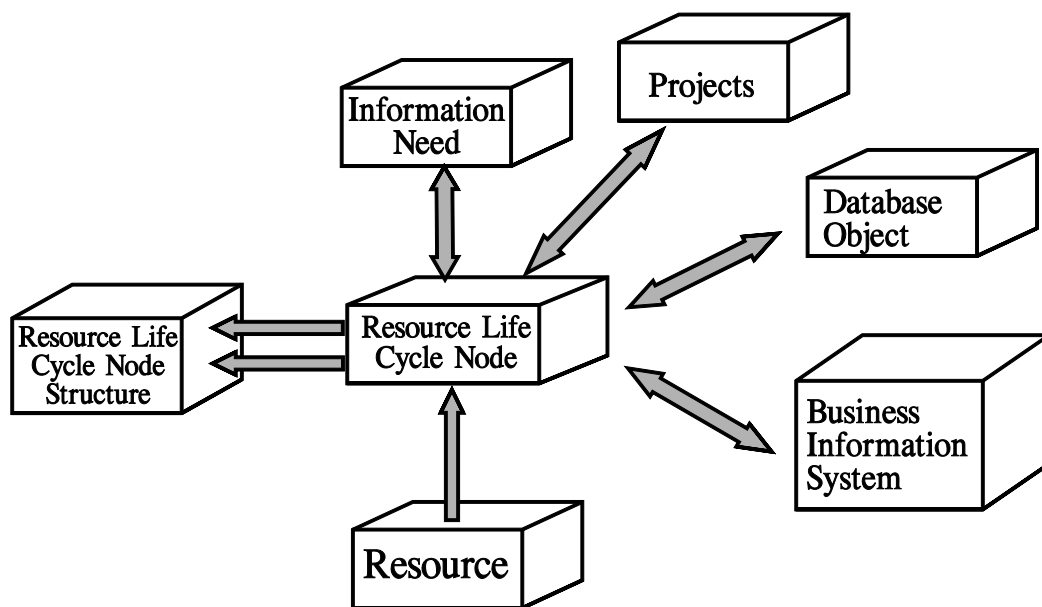 Projects
Information
Need
Database
Object
Resource Life
Cycle Node
Resource Life
Cycle Node
Structure
Business
Information
System
Resource